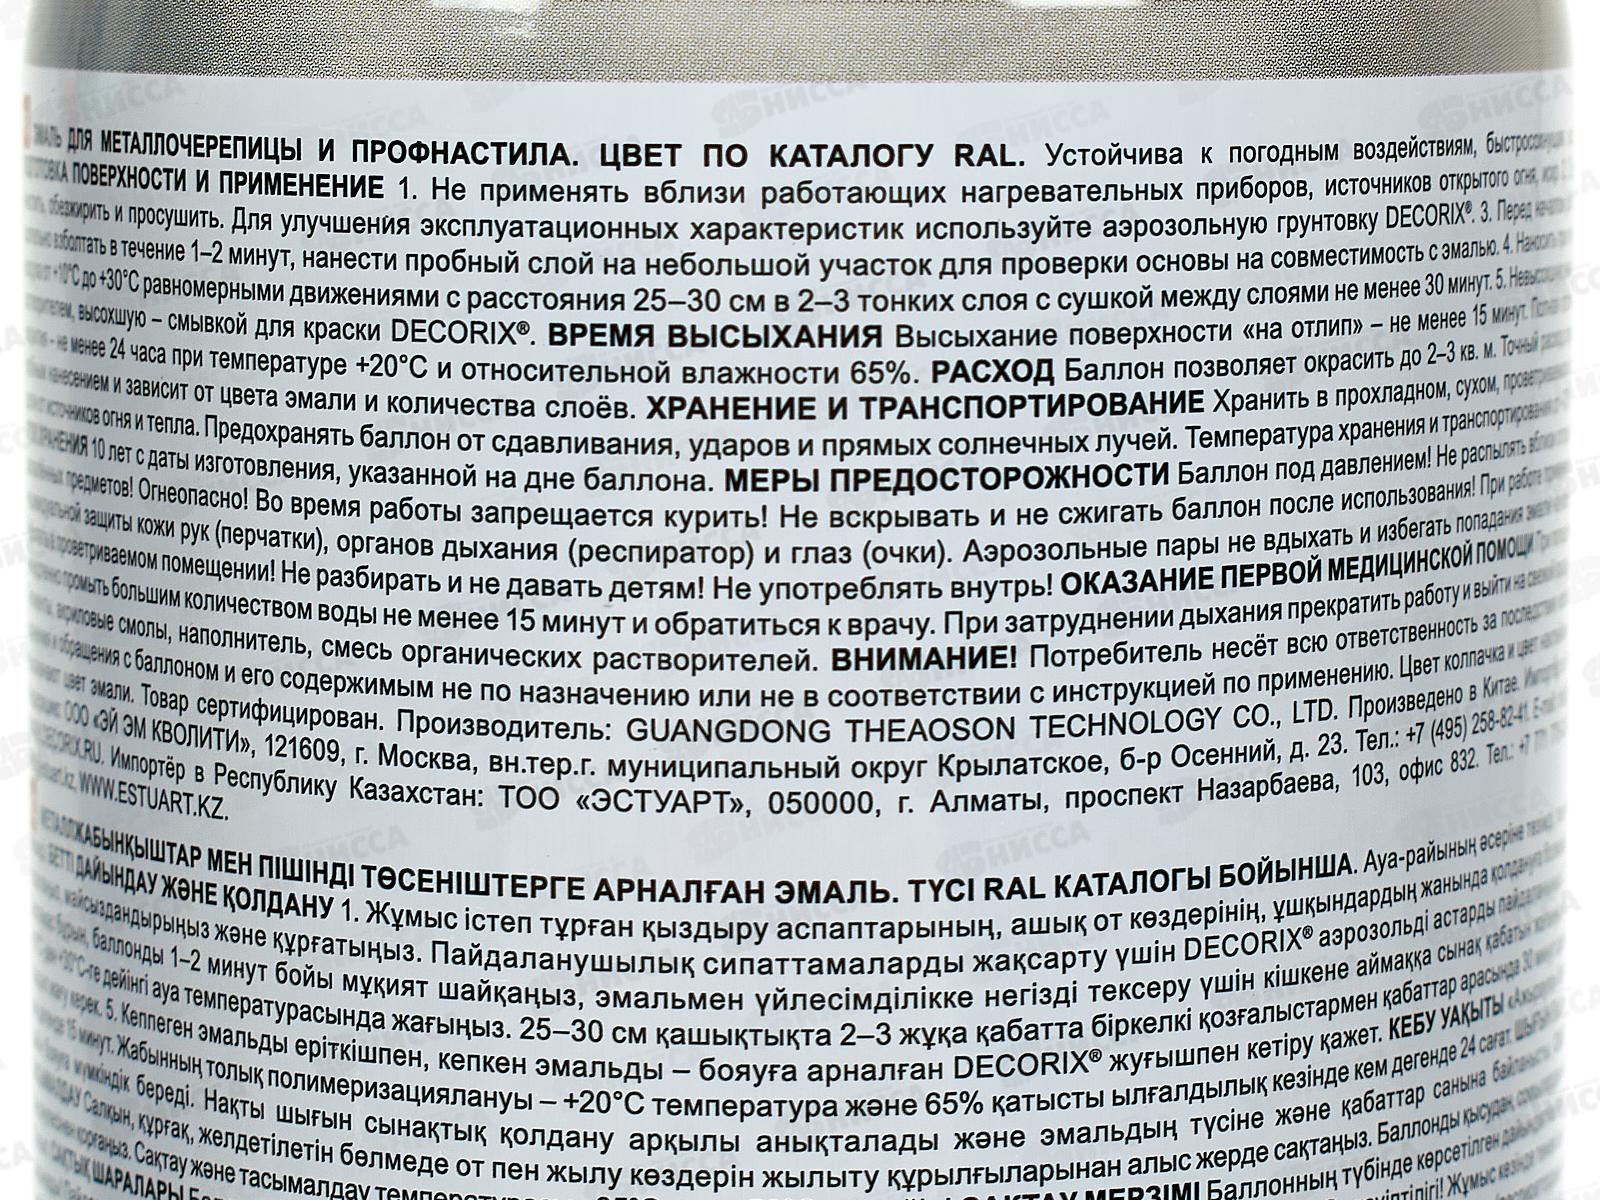 ЭМАЛЬ ДЛЯ МЕТАЛЛОЧЕРЕПИЦЫ И ПРОФНАСТИЛА. ЦВЕТ ПО КАТАЛОГУ RAL. Устойчива к погодным воздействиям,
ПОВЕРХНОСТИ И ПРИМЕНЕНИЕ 1. Не применять вблизи работающих нагревательных приборов, источников открытого огня,
обезжирить и просушить. Для улучшения эксплуатационных характеристик используйте аэрозольную грунтовку DECORIX®. 3. Перед
взболтать в течение 1–2 минут, нанести пробный слой на небольшой участок для проверки основы на совместимость с эмалью. 4. Наносить
от +10°С до +30°С равномерными движениями с расстояния 25–30 см в 2–3 тонких слоя с сушкой между слоями не менее 30 минут. 5.
высохшую – смывкой для краски DECORIX®. ВРЕМЯ ВЫСЫХАНИЯ Высыхание поверхности «на отлип» – не менее 15 минут.
– не менее 24 часа при температуре +20°С и относительной влажности 65%. РАСХОД Баллон позволяет окрасить до 2–3 кв. м. Точный
нанесением и зависит от цвета эмали и количества слоёв. ХРАНЕНИЕ И ТРАНСПОРТИРОВАНИЕ Хранить в прохладном, сухом,
от источников огня и тепла. Предохранять баллон от сдавливания, ударов и прямых солнечных лучей. Температура хранения и транспортирования
ХРАНЕНИЯ 10 лет с даты изготовления, указанной на дне баллона. МЕРЫ ПРЕДОСТОРОЖНОСТИ Баллон под давлением! Не распылять вблизи
предметов! Огнеопасно! Во время работы запрещается курить! Не вскрывать и не сжигать баллон после использования! При работе
защиты кожи рук (перчатки), органов дыхания (респиратор) и глаз (очки). Аэрозольные пары не вдыхать и избегать попадания
в проветриваемом помещении! Не разбирать и не давать детям! Не употреблять внутрь! ОКАЗАНИЕ ПЕРВОЙ МЕДИЦИНСКОЙ ПОМОЩИ
промыть большим количеством воды не менее 15 минут и обратиться к врачу. При затруднении дыхания прекратить работу и выйти на
акриловые смолы, наполнитель, смесь органических растворителей. ВНИМАНИЕ! Потребитель несёт всю ответственность за
обращения с баллоном и его содержимым не по назначению или не в соответствии с инструкцией по применению. Цвет колпачка и цвет
цвет эмали. Товар сертифицирован. Производитель: GUANGDONG THEAOSON TECHNOLOGY CO., LTD. Произведено в Китае.
ООО «ЭЙ ЭМ КВОЛИТИ», 121609, г. Москва, вн.тер.г. муниципальный округ Крылатское, б-р Осенний, д. 23. Тел.: +7 (495) 258-82-41.
DECORIX.RU. Импортёр в Республику Казахстан: ТОО «ЭСТУАРТ», 050000, г. Алматы, проспект Назарбаева, 103, офис 832. Тел.:
WWW.ESTUART.KZ.
МЕТАЛЛЖАБЫНҚЫШТАР МЕН ПІШІНДІ ТӨСЕНІШТЕРГЕ АРНАЛҒАН ЭМАЛЬ. ТҮСІ RAL КАТАЛОГЫ БОЙЫНША. Ауа-райының әсеріне
БЕТТІ ДАЙЫНДАУ ЖӘНЕ ҚОЛДАНУ 1. Жұмыс істеп тұрған қыздыру аспаптарының, ашық от көздерінің, ұшқындардың жанында
майсыздандырыңыз және құрғатыңыз. Пайдаланушылық сипаттамаларды жақсарту үшін DECORIX® аэрозольді астарды
бұрын, баллонды 1–2 минут бойы мұқият шайқаңыз, эмальмен үйлесімділікке негізді тексеру үшін кішкене аймаққа сынақ қабатын
дейінгі ауа температурасында жағыңыз. 25–30 см қашықтықта 2–3 жұқа қабатта біркелкі қозғалыстармен қабаттар арасында 30
керек. 5. Кеппеген эмальды еріткішпен, кепкен эмальды – бояуға арналған DECORIX® жуғышпен кетіру қажет. КЕБУ УАҚЫТЫ
15 минут. Жабынның толық полимеризациялануы – +20°С температура және 65% қатысты ылғалдылық кезінде кем дегенде 24 сағат.
мүмкіндік береді. Нақты шығын сынақтық қолдану арқылы анықталады және эмальдың түсіне және қабаттар санына
Салқын, құрғақ, желдетілетін бөлмеде от пен жылу көздерін жылыту құрылғыларынан алыс жерде сақтаңыз. Баллонды
Сақтау және тасымалдау САҚТАУ МЕРЗІМІ Баллонның түбінде көрсетілген